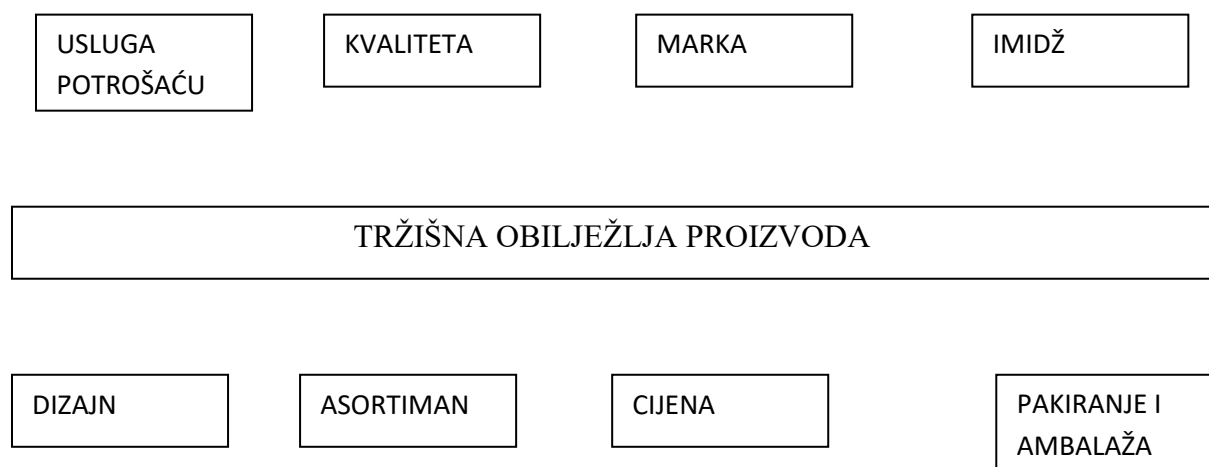 USLUGA
POTROŠAĆU
KVALITETA
MARKA
IMIDŽ
TRŽIŠNA OBILJEŽLJA PROIZVODA
DIZAJN
ASORTIMAN
CIJENA
PAKIRANJE I
AMBALAŽA